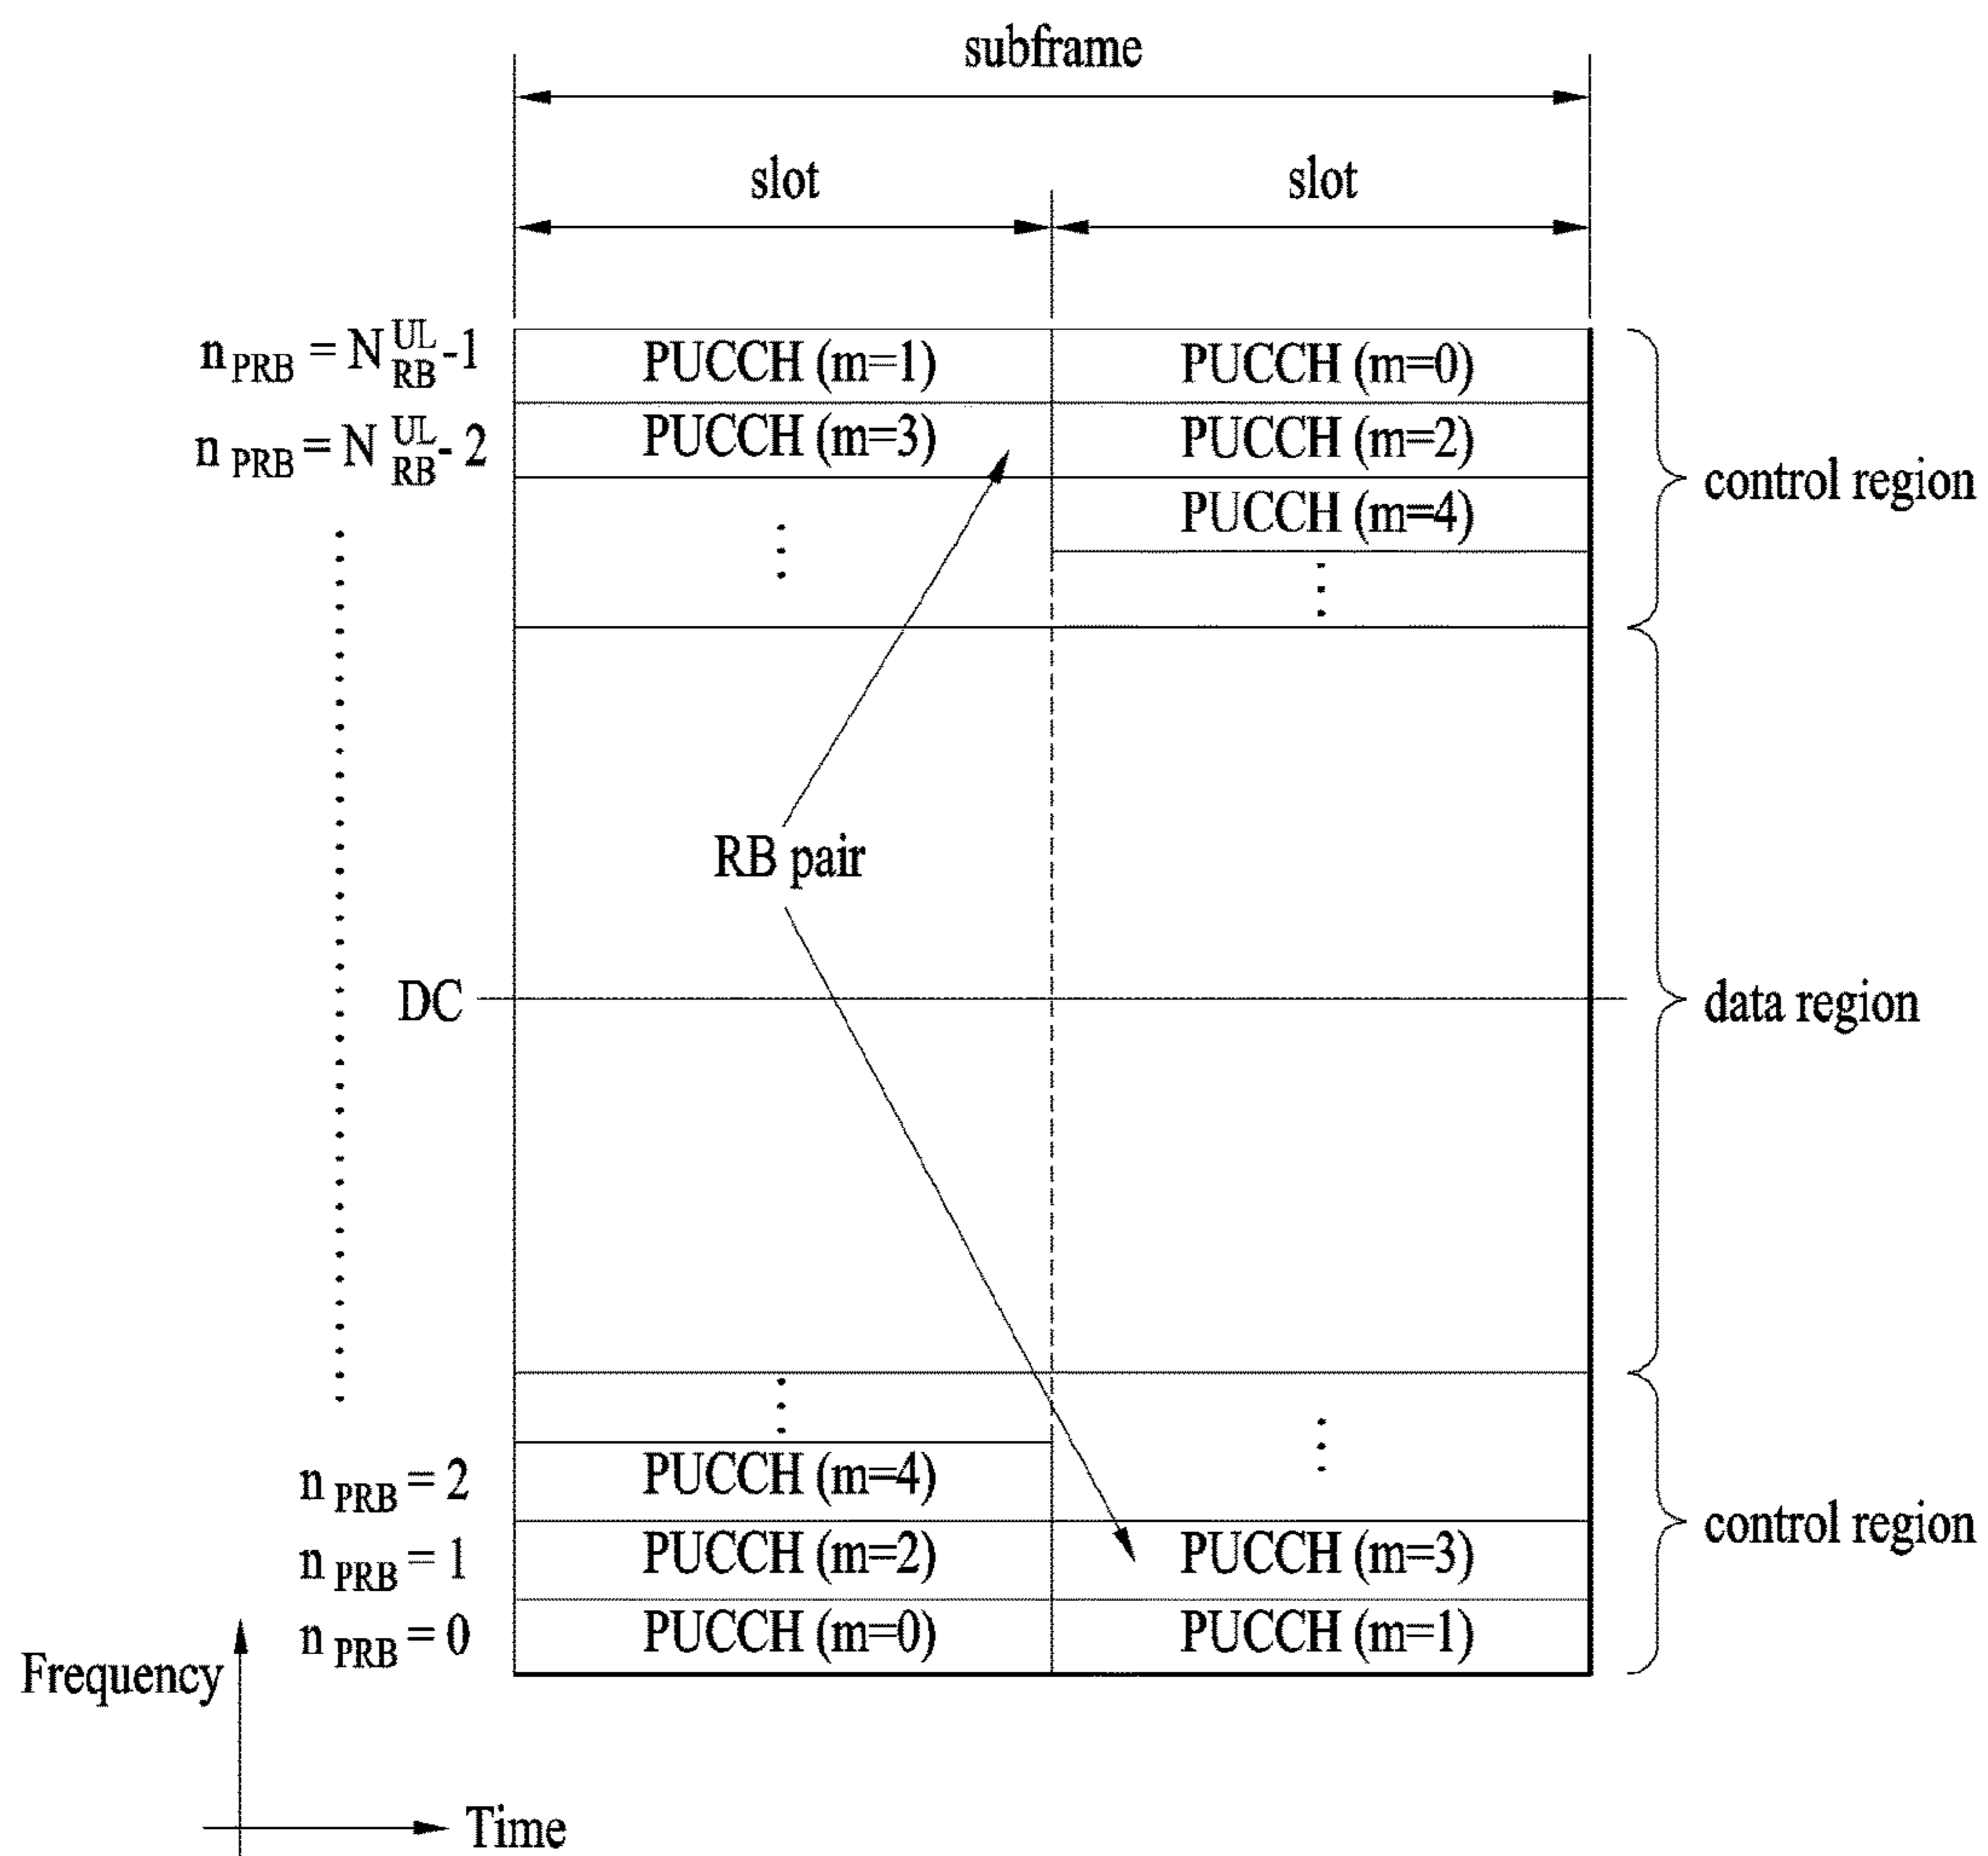 subframe
slot slot
n PRB = N UL RB -1 PUCCH (m=1) PUCCH (m=0)
n PRB = N UL RB - 2 PUCCH (m=3) PUCCH (m=2)
control region
PUCCH (m=4)
RB pair
DC
data region
n PRB = 2 PUCCH (m=4)
control region
n PRB = 1 PUCCH (m=2) PUCCH (m=3)
n PRB = 0 PUCCH (m=0) PUCCH (m=1)
Frequency
Time